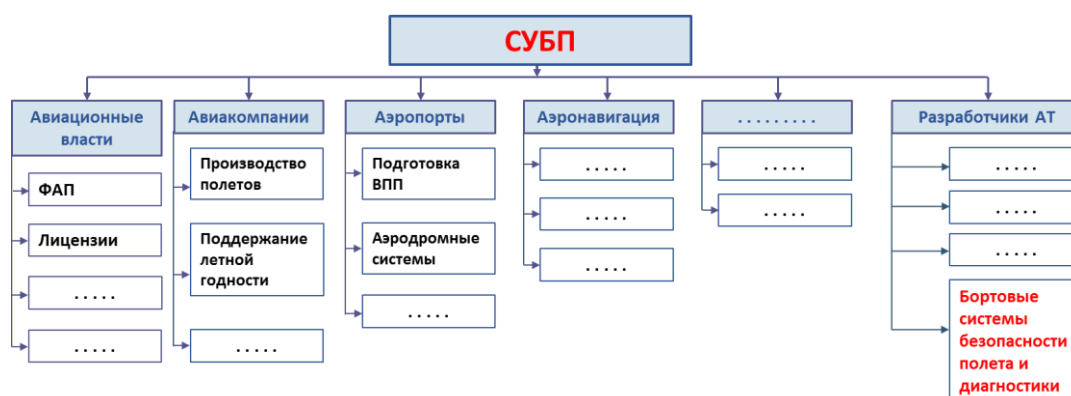 СУБП
Авиационные
власти
ФАП
Лицензии
. . . . .
. . . . .
Авиакомпании
Производство
полетов
Поддержание
летной
годности
. . . . .
Аэропорты
Подготовка
ВПП
Аэродромные
системы
. . . . .
Аэронавигация
. . . . .
. . . . .
. . . . .
. . . . . . . . .
. . . . .
. . . . .
Разработчики АТ
. . . . .
. . . . .
. . . . .
Бортовые
системы
безопасности
полета и
диагностики